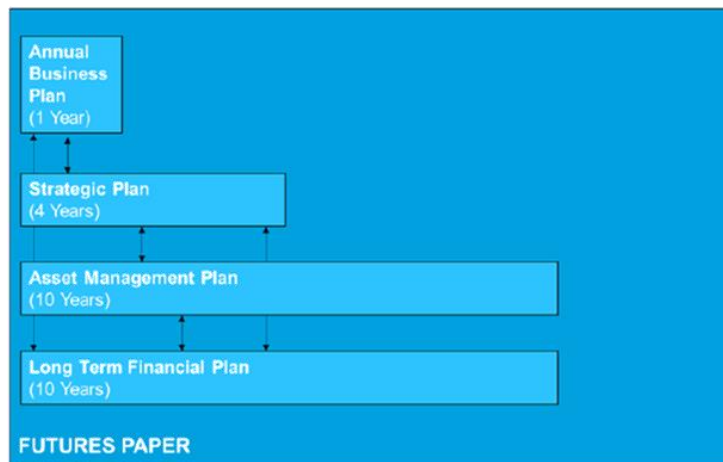 Annual
Business
Plan
(1 Year)
Strategic Plan
(4 Years)
Asset Management Plan
(10 Years)
Long Term Financial Plan
(10 Years)
FUTURES PAPER